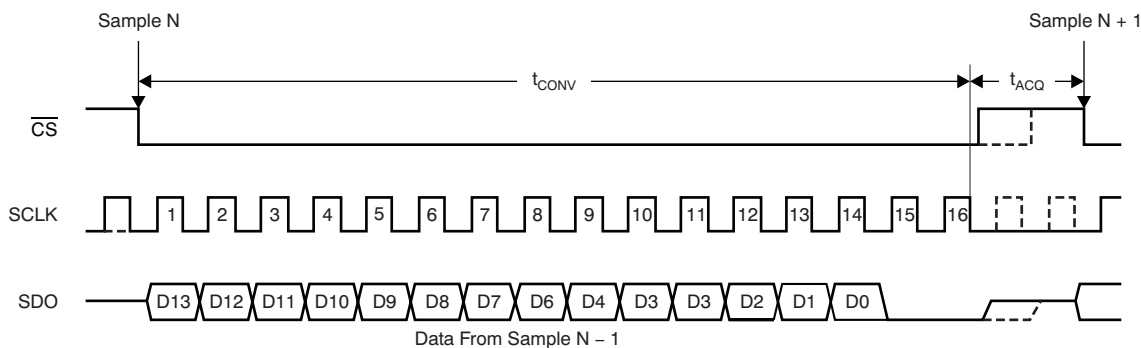 Sample N
Sample N + 1
tCONV
tACQ
CS
SCLK
1 2 3 4 5 6 7 8 9 10 11 12 13 14 15 16
SDO
D13 D12 D11 D10 D9 D8 D7 D6 D4 D3 D3 D2 D1 D0
Data From Sample N – 1